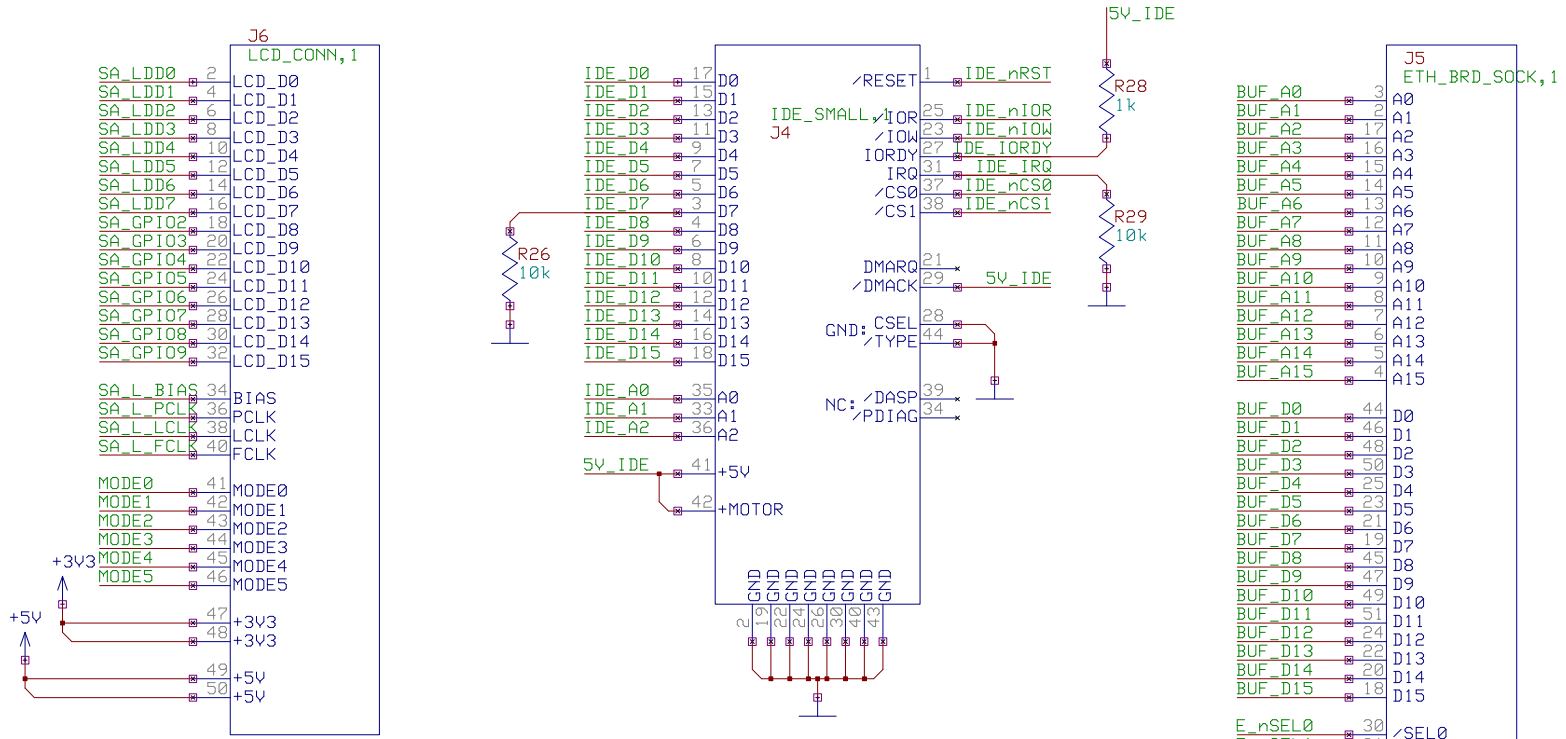 J6
LCD_CONN,1
SA_LDD0 2 LCD_D0
SA_LDD1 4 LCD_D1
SA_LDD2 6 LCD_D2
SA_LDD3 8 LCD_D3
SA_LDD4 10 LCD_D4
SA_LDD5 12 LCD_D5
SA_LDD6 14 LCD_D6
SA_LDD7 16 LCD_D7
SA_GPIO2 18 LCD_D8
SA_GPIO3 20 LCD_D9
SA_GPIO4 22 LCD_D10
SA_GPIO5 24 LCD_D11
SA_GPIO6 26 LCD_D12
SA_GPIO7 28 LCD_D13
SA_GPIO8 30 LCD_D14
SA_GPIO9 32 LCD_D15
SA_L_BIAS 34 BIAS
SA_L_PCLK 36 PCLK
SA_L_LCLK 38 LCLK
SA_L_FCLK 40 FCLK
MODE0 41 MODE0
MODE1 42 MODE1
MODE2 43 MODE2
MODE3 44 MODE3
MODE4 45 MODE4
MODE5 46 MODE5
+3V3
47 +3V3
48 +3V3
+5V
49 +5V
50 +5V
IDE_SMALL,1
J4
IDE_D0 17 D0
IDE_D1 15 D1
IDE_D2 13 D2
IDE_D3 11 D3
IDE_D4 9 D4
IDE_D5 7 D5
IDE_D6 5 D6
IDE_D7 3 D7
IDE_D8 4 D8
IDE_D9 6 D9
IDE_D10 8 D10
IDE_D11 10 D11
IDE_D12 12 D12
IDE_D13 14 D13
IDE_D14 16 D14
IDE_D15 18 D15
R26
10k
IDE_A0 35 A0
IDE_A1 33 A1
IDE_A2 36 A2
5V_IDE 41 +5V
42 +MOTOR
/RESET 1 IDE_nRST
/IOR 25 IDE_nIOR
/IOW 23 IDE_nIOW
IORDY 27 IDE_IORDY
IRQ 31 IDE_IRQ
/CS0 37 IDE_nCS0
/CS1 38 IDE_nCS1
DMARQ 21
/DMACK 29 5V_IDE
GND: CSEL 28
/TYPE 44
NC: /DASP 39
/PDIAG 34
GND GND GND GND GND GND GND GND
2 19 22 24 26 30 40 43
5V_IDE
R28
1k
R29
10k
J5
ETH_BRD_SOCK,1
BUF_A0 3 A0
BUF_A1 2 A1
BUF_A2 17 A2
BUF_A3 16 A3
BUF_A4 15 A4
BUF_A5 14 A5
BUF_A6 13 A6
BUF_A7 12 A7
BUF_A8 11 A8
BUF_A9 10 A9
BUF_A10 9 A10
BUF_A11 8 A11
BUF_A12 7 A12
BUF_A13 6 A13
BUF_A14 5 A14
BUF_A15 4 A15
BUF_D0 44 D0
BUF_D1 46 D1
BUF_D2 48 D2
BUF_D3 50 D3
BUF_D4 25 D4
BUF_D5 23 D5
BUF_D6 21 D6
BUF_D7 19 D7
BUF_D8 45 D8
BUF_D9 47 D9
BUF_D10 49 D10
BUF_D11 51 D11
BUF_D12 24 D12
BUF_D13 22 D13
BUF_D14 20 D14
BUF_D15 18 D15
E_nSEL0 30 /SEL0